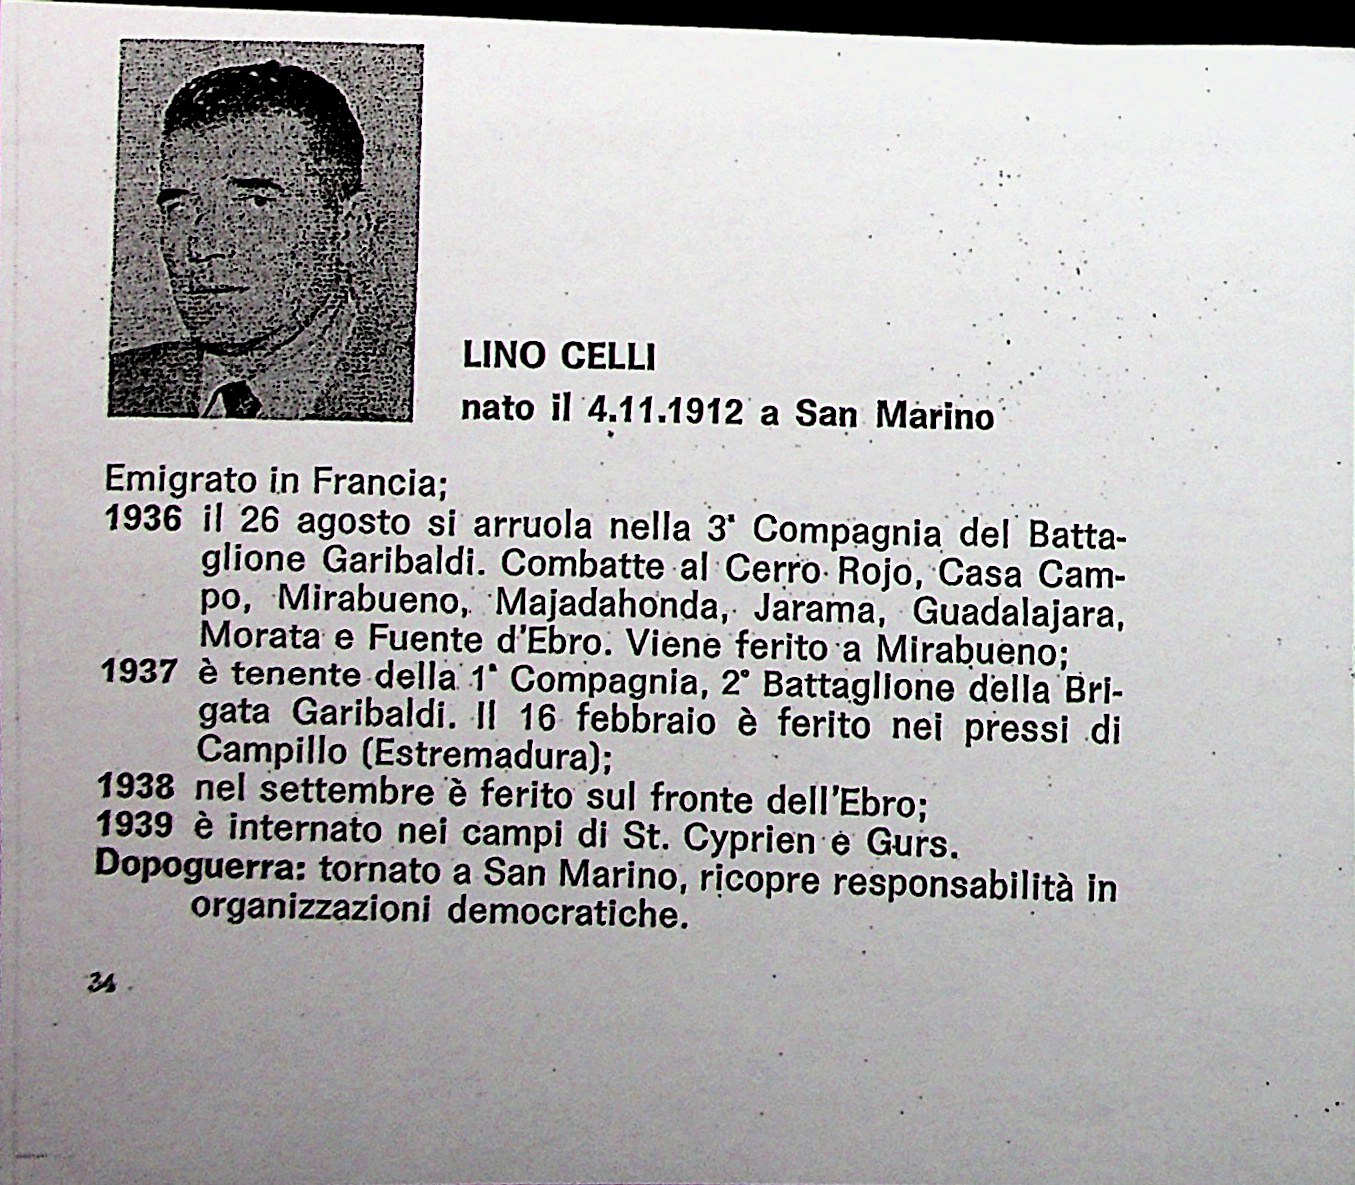 LINO CELLI
nato il 4.11.1912 a San Marino
Emigrato in Francia;
1936 il 26 agosto si arruola nella 3ª Compagnia del Batta-
glione Garibaldi. Combatte al Cerro Rojo, Casa Cam-
po, Mirabueno, Majadahonda, Jarama, Guadalajara,
Morata e Fuente d'Ebro. Viene ferito a Mirabueno;
1937 è tenente della 1ª Compagnia, 2° Battaglione della Bri-
gata Garibaldi. Il 16 febbraio è ferito nei pressi di
Campillo (Estremadura);
1938 nel settembre è ferito sul fronte dell'Ebro;
1939 è internato nei campi di St. Cyprien e Gurs.
Dopoguerra: tornato a San Marino, ricopre responsabilità in
organizzazioni democratiche.
34